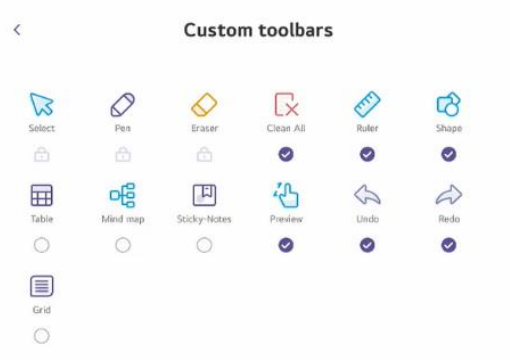 Custom toolbars
Select Pen Eraser Clean All Ruler Shape
Table Mind map Sticky-Notes Preview Undo Redo
Grid